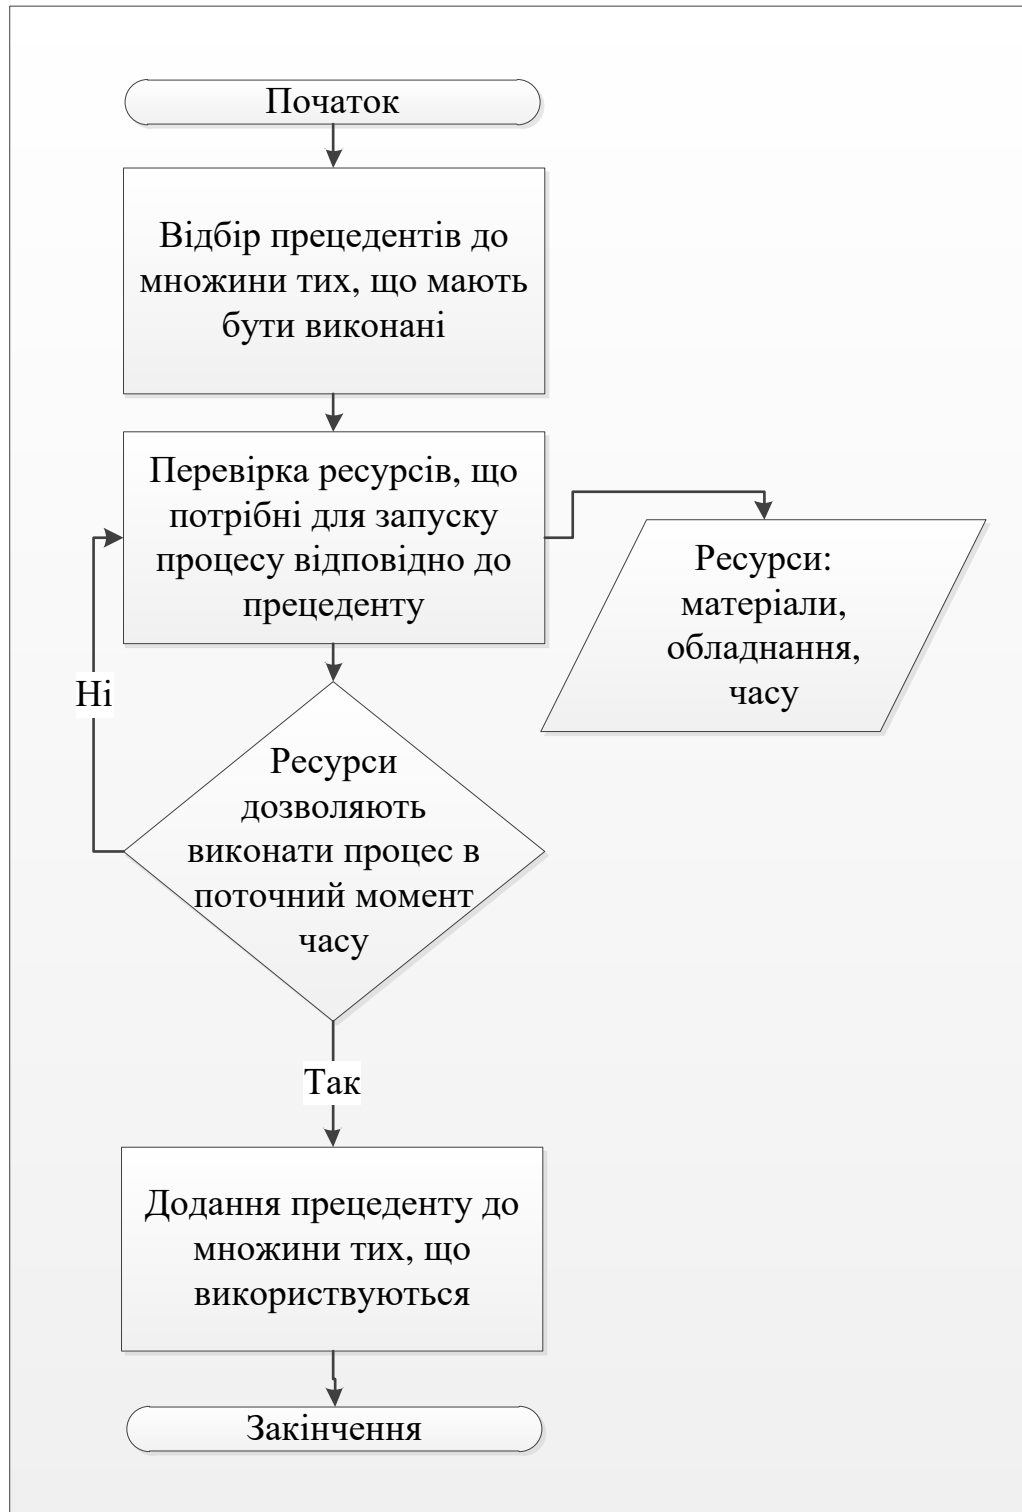 Початок
Відбір прецедентів до
множини тих, що мають
бути виконані
Перевірка ресурсів, що
потрібні для запуску
процесу відповідно до
прецеденту
Ресурси:
матеріали,
обладнання,
часу
Ні
Ресурси
дозволяють
виконати процес в
поточний момент
часу
Так
Додання прецеденту до
множини тих, що
використвуються
Закінчення